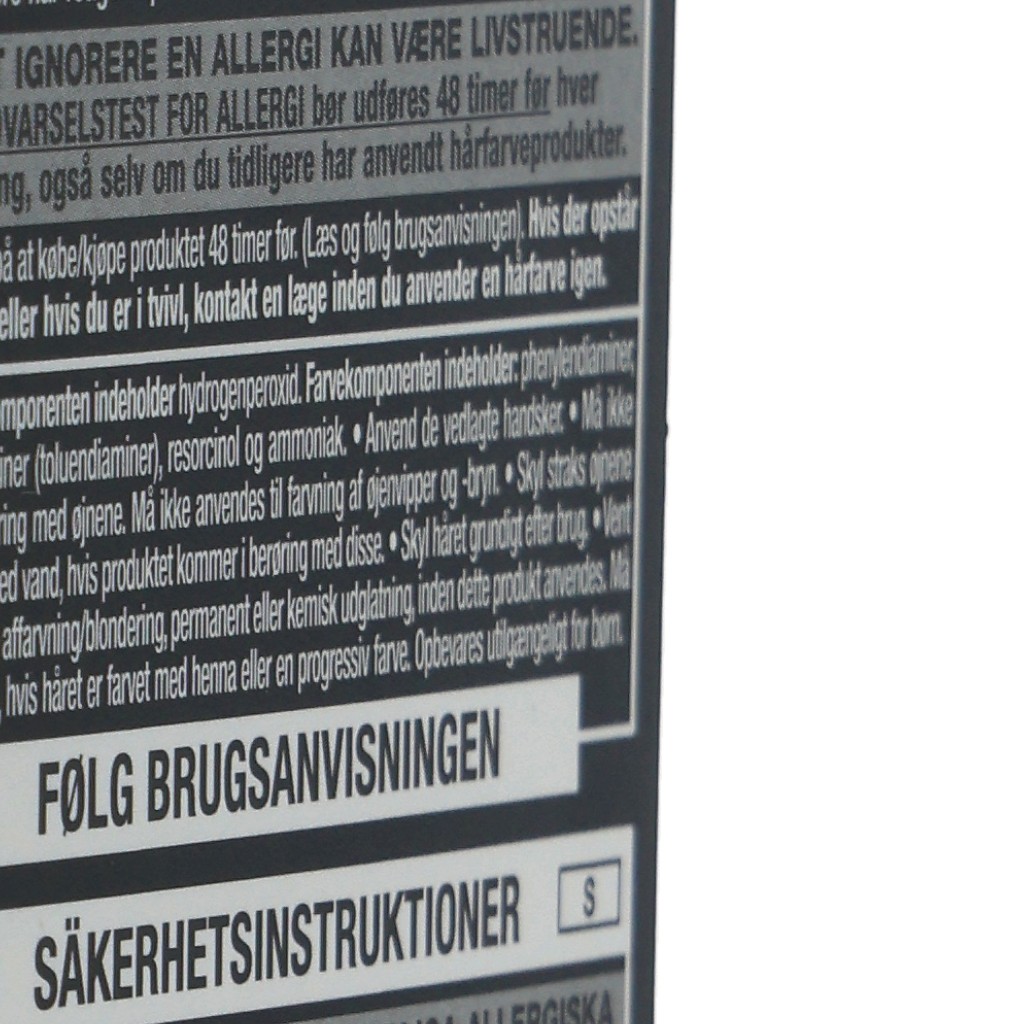 IGNORERE EN ALLERGI KAN VÆRE LIVSTRUENDE.
VARSELSTEST FOR ALLERGI bør udføres 48 timer før hver
ng, også selv om du tidligere har anvendt hårfarveprodukter.
å at købe/kjøpe produktet 48 timer før. (Læs og følg brugsanvisningen). Hvis der opstår
eller hvis du er i tvivl, kontakt en læge inden du anvender en hårfarve igen.
mponenten indeholder hydrogenperoxid. Farvekomponenten indeholder: phenylendiaminer,
iner (toluendiaminer), resorcinol og ammoniak. • Anvend de vedlagte handsker. • Må ikke
ring med øjnene. Må ikke anvendes til farvning af øjenvipper og -bryn. • Skyl straks øjnene
ed vand, hvis produktet kommer i berøring med disse. • Skyl håret grundigt efter brug. • Vent
affarvning/blondering, permanent eller kemisk udglatning, inden dette produkt anvendes. Må
, hvis håret er farvet med henna eller en progressiv farve. Opbevares utilgængeligt for børn.
FØLG BRUGSANVISNINGEN
SÄKERHETSINSTRUKTIONER S
ALLERGISKA